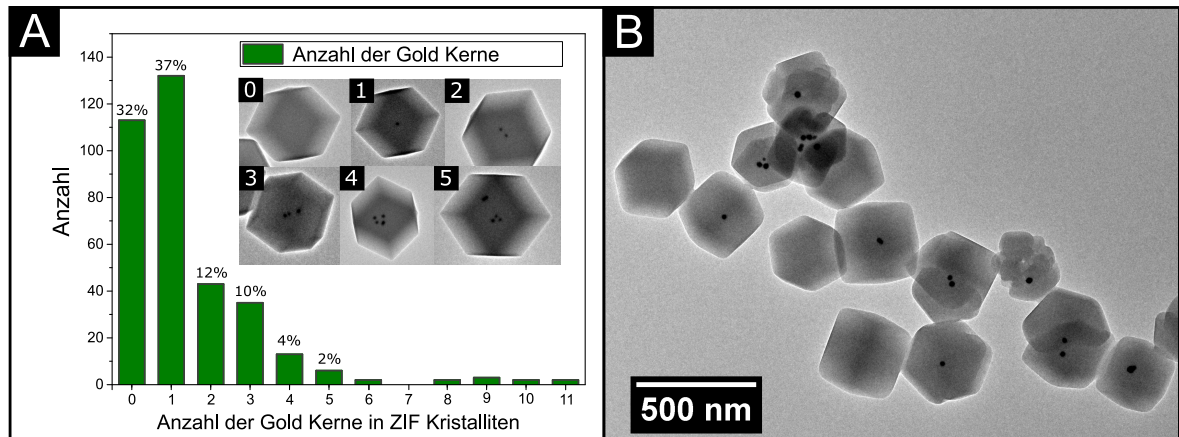 A
Anzahl der Gold Kerne
0
1
2
3
4
5
140
120
100
80
60
40
20
0
Anzahl
32%
37%
12%
10%
4%
2%
0 1 2 3 4 5 6 7 8 9 10 11
Anzahl der Gold Kerne in ZIF Kristalliten
B
500 nm